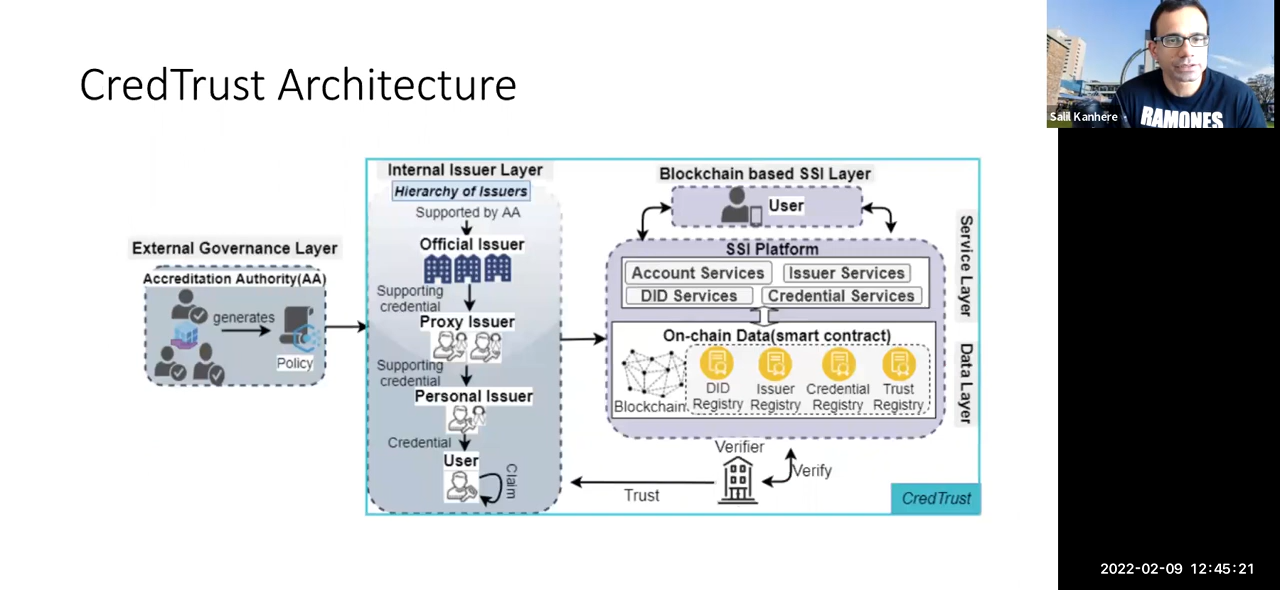 CredTrust Architecture
Salil Kanhere
RAMONES
External Governance Layer
Accreditation Authority(AA)
generates
Policy
Internal Issuer Layer
Hierarchy of Issuers
Supported by AA
Official Issuer
Supporting
credential
Proxy Issuer
Supporting
credential
Personal Issuer
Credential
User
Claim
Blockchain based SSI Layer
User
SSI Platform
Account Services
Issuer Services
DID Services
Credential Services
On-chain Data(smart contract)
Blockchain
DID
Registry
Issuer
Registry
Credential
Registry
Trust
Registry
Service Layer
Data Layer
Verifier
Verify
Trust
CredTrust
2022-02-09 12:45:21